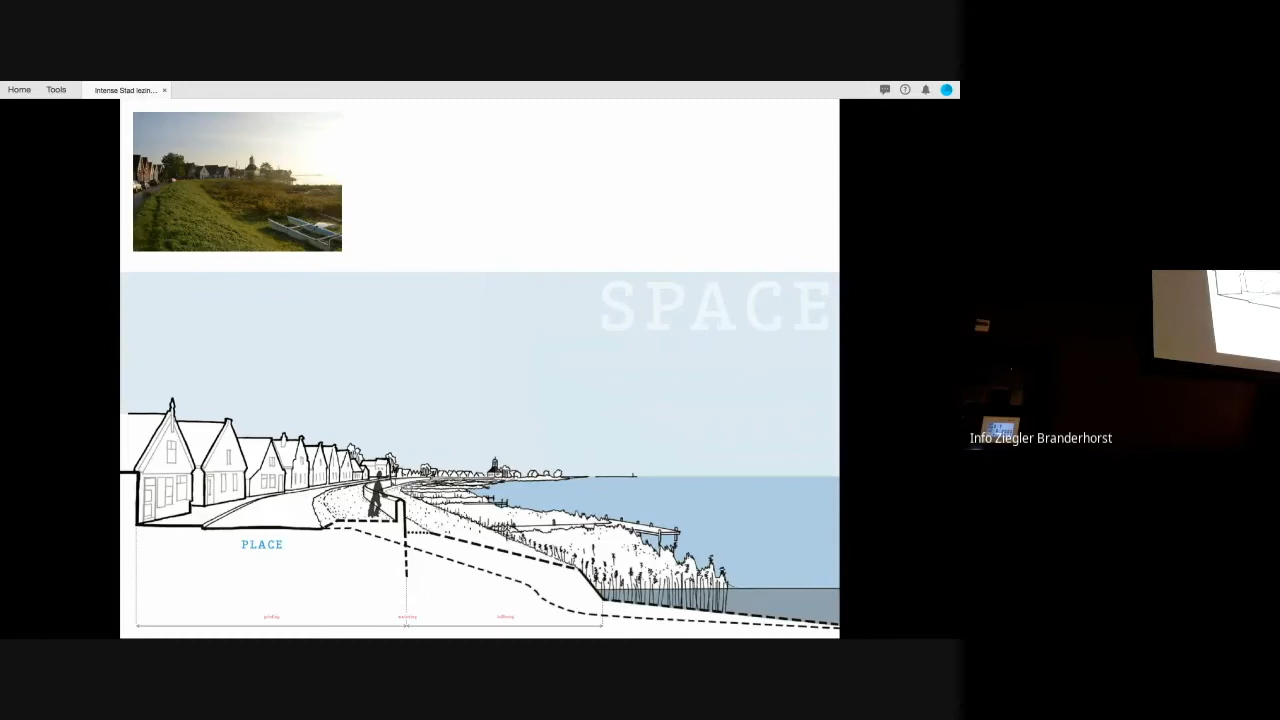 Home Tools Intense Stad lezin... ×
SPACE
PLACE
Info Ziegler Branderhorst